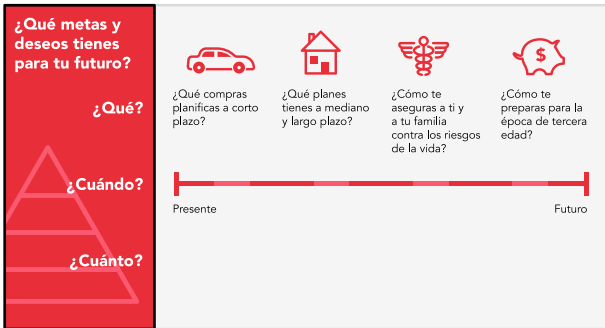 ¿Qué metas y
deseos tienes
para tu futuro?
¿Qué?
¿Cuándo?
¿Cuánto?
$
¿Qué compras
planificas a corto
plazo?
¿Qué planes
tienes a mediano
y largo plazo?
¿Cómo te
aseguras a ti y
a tu familia
contra los riesgos
de la vida?
¿Cómo te
preparas para la
época de tercera
edad?
Presente
Futuro